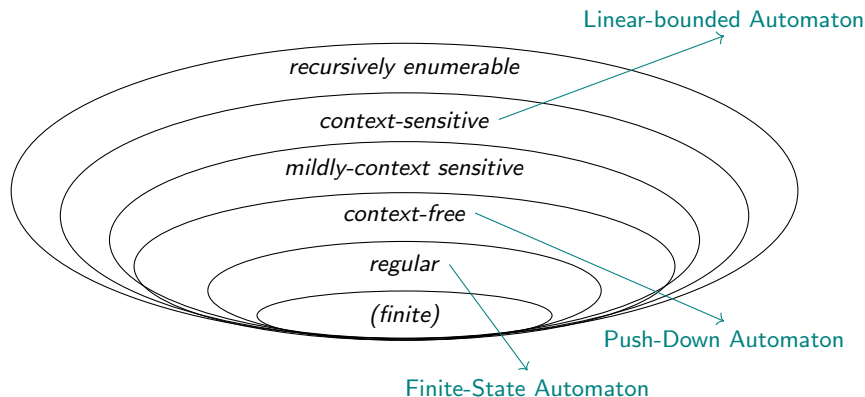 Linear-bounded Automaton
recursively enumerable
context-sensitive
mildly-context sensitive
context-free
regular
(finite)
Push-Down Automaton
Finite-State Automaton